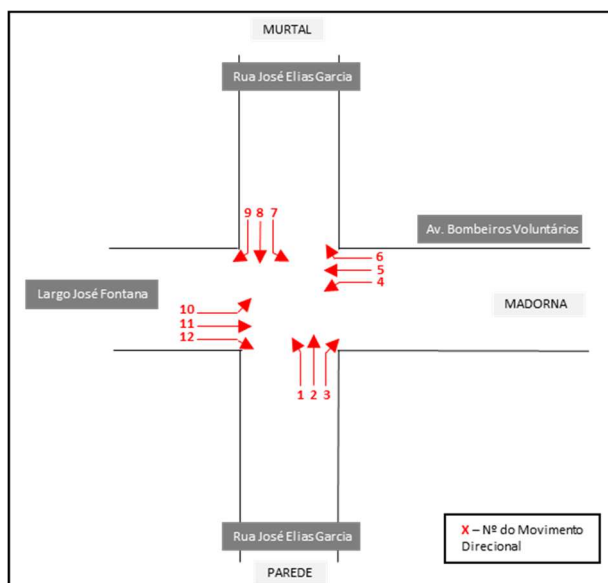 MURTAL
Rua José Elias Garcia
9 8 7
Av. Bombeiros Voluntários
6
5
4
Largo José Fontana
MADORNA
10
11
12
1 2 3
X – Nº do Movimento
Direcional
Rua José Elias Garcia
PAREDE